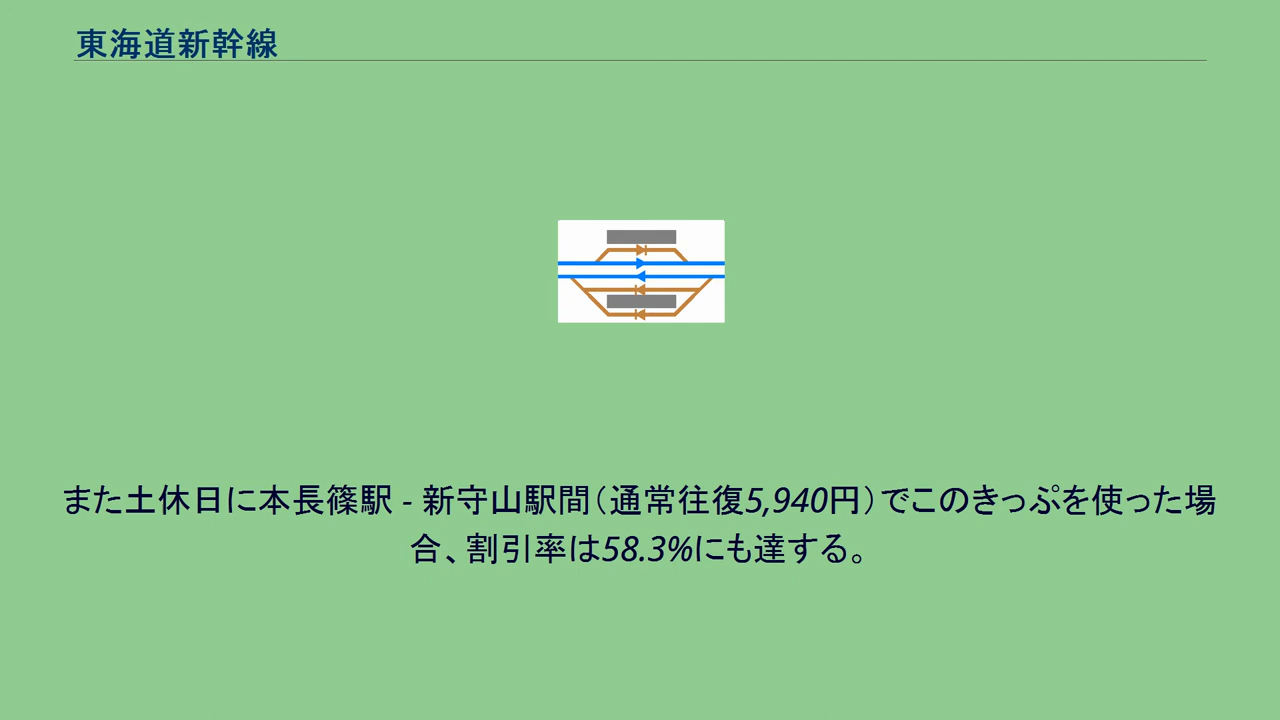 東海道新幹線
また土休日に本長篠駅 - 新守山駅間（通常往復5,940円）でこのきっぷを使った場
合、割引率は58.3%にも達する。